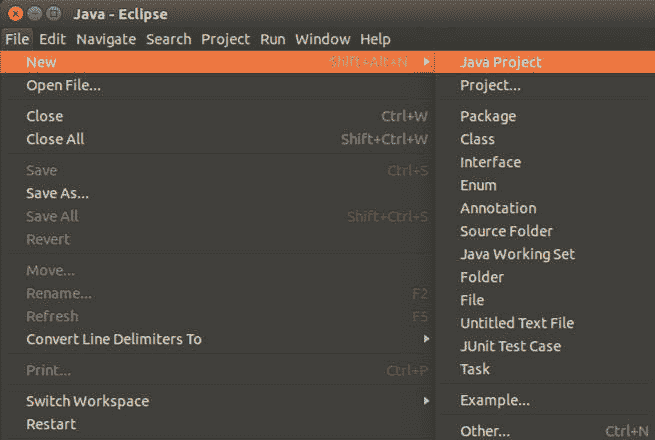 Java - Eclipse
File Edit Navigate Search Project Run Window Help
New Shift+Alt+N
Open File...
Close Ctrl+W
Close All Shift+Ctrl+W
Save Ctrl+S
Save As...
Save All Shift+Ctrl+S
Revert
Move...
Rename... F2
Refresh F5
Convert Line Delimiters To
Print... Ctrl+P
Switch Workspace
Restart
Java Project
Project...
Package
Class
Interface
Enum
Annotation
Source Folder
Java Working Set
Folder
File
Untitled Text File
JUnit Test Case
Task
Example...
Other... Ctrl+N